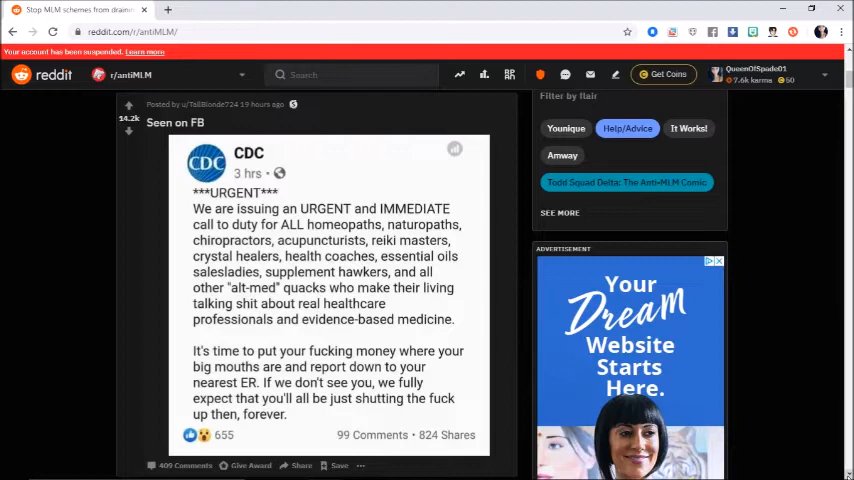 Stop MLM schemes from drainin
reddit.com/r/antiMLM/
Your account has been suspended. Learn more
reddit
r/antiMLM
Search
Get Coins
QueenOfSpade01
7.6k karma 50
Posted by u/TallBlonde724 19 hours ago
14.2k
Seen on FB
CDC
CDC
3 hrs
***URGENT***
We are issuing an URGENT and IMMEDIATE
call to duty for ALL homeopaths, naturopaths,
chiropractors, acupuncturists, reiki masters,
crystal healers, health coaches, essential oils
salesladies, supplement hawkers, and all
other "alt-med" quacks who make their living
talking shit about real healthcare
professionals and evidence-based medicine.
It's time to put your fucking money where your
big mouths are and report down to your
nearest ER. If we don't see you, we fully
expect that you'll all be just shutting the fuck
up then, forever.
655
99 Comments • 824 Shares
409 Comments
Give Award
Share
Save
Filter by flair
Younique
Help/Advice
It Works!
Amway
Todd Squad Delta: The Anti-MLM Comic
SEE MORE
ADVERTISEMENT
Your
Dream
Website
Starts
Here.